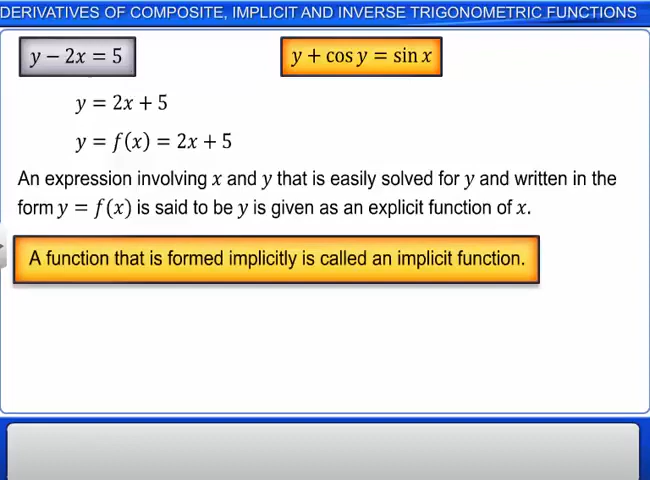 DERIVATIVES OF COMPOSITE, IMPLICIT AND INVERSE TRIGONOMETRIC FUNCTIONS
y − 2x = 5
y + cos y = sin x
y = 2x + 5
y = f(x) = 2x + 5
An expression involving x and y that is easily solved for y and written in the
form y = f(x) is said to be y is given as an explicit function of x.
A function that is formed implicitly is called an implicit function.